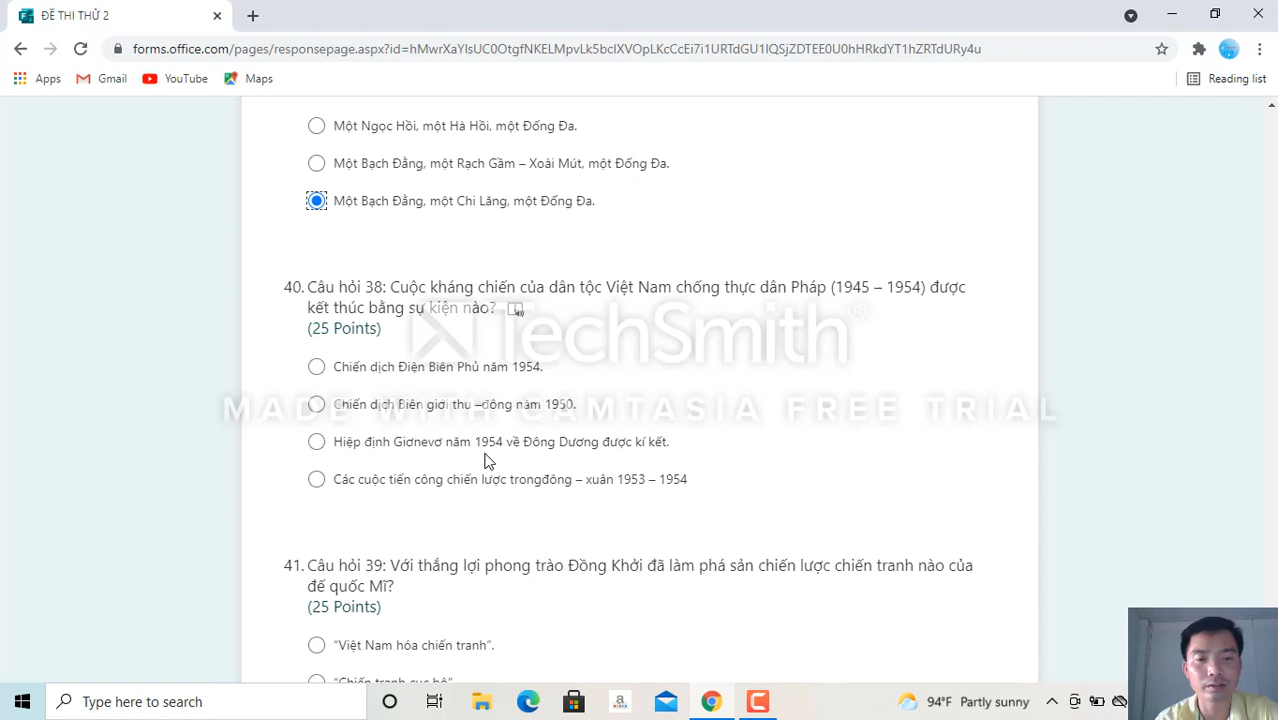 ĐỀ THI THỬ 2
forms.office.com/pages/responsepage.aspx?id=hMwrXaYIsUC0OtgfNKELMpvLk5bcIXVOpLKcCcEi7i1URTdGU1IQSjZDTEE0U0hHRkdYT1hZRTdURy4u
Apps Gmail YouTube Maps Reading list
Một Ngọc Hồi, một Hà Hồi, một Đống Đa.
Một Bạch Đằng, một Rạch Gầm – Xoài Mút, một Đống Đa.
Một Bạch Đằng, một Chi Lăng, một Đống Đa.
40. Câu hỏi 38: Cuộc kháng chiến của dân tộc Việt Nam chống thực dân Pháp (1945 – 1954) được
kết thúc bằng sự kiện nào?
(25 Points)
TechSmith
Chiến dịch Điện Biên Phủ năm 1954.
MADE WITH CAMTASIA FREE TRIAL
Chiến dịch Biên giới thu –đông năm 1950.
Hiệp định Giơnevơ năm 1954 về Đông Dương được kí kết.
Các cuộc tiến công chiến lược trongđông – xuân 1953 – 1954
41. Câu hỏi 39: Với thắng lợi phong trào Đồng Khởi đã làm phá sản chiến lược chiến tranh nào của
đế quốc Mĩ?
(25 Points)
"Việt Nam hóa chiến tranh".
"Chiến tranh cục bộ"
Type here to search
94°F Partly sunny